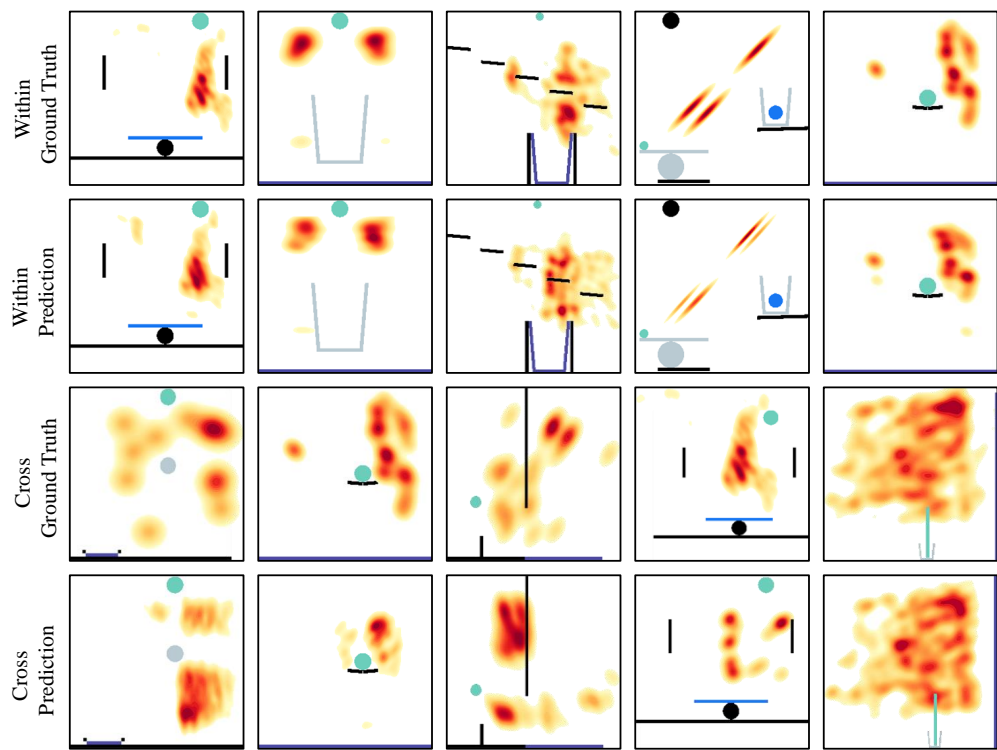 Within
Ground Truth
Within
Prediction
Cross
Ground Truth
Cross
Prediction